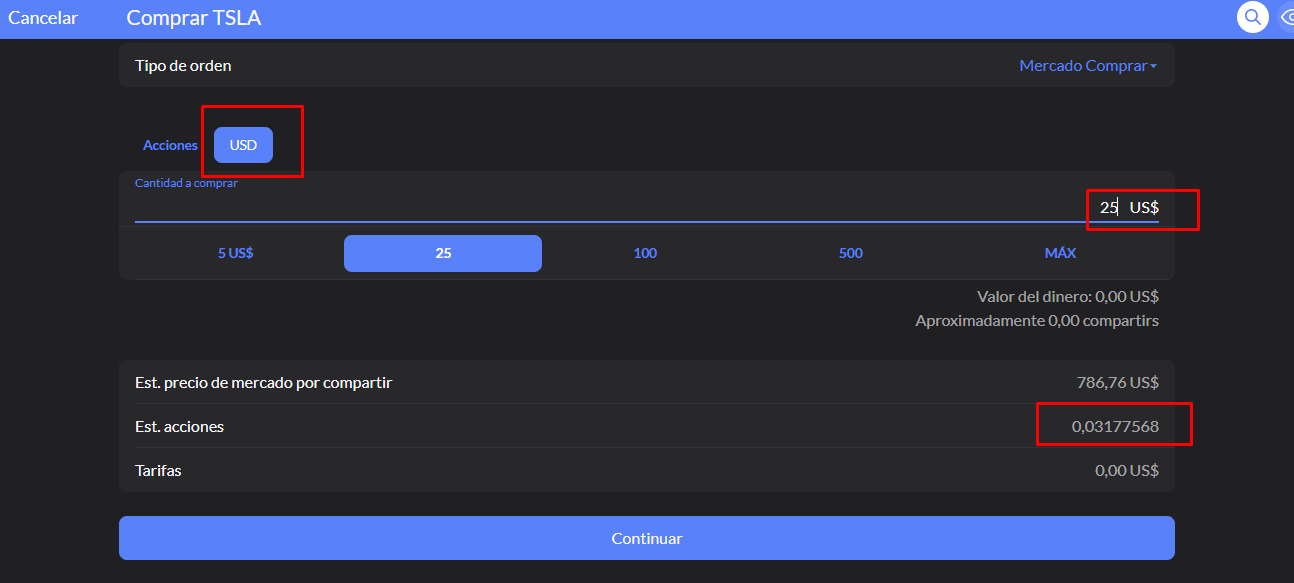 Cancelar Comprar TSLA
Tipo de orden Mercado Comprar
Acciones USD
Cantidad a comprar
25 US$
5 US$ 25 100 500 MÁX
Valor del dinero: 0,00 US$
Aproximadamente 0,00 compartirs
Est. precio de mercado por compartir 786,76 US$
Est. acciones 0,03177568
Tarifas 0,00 US$
Continuar